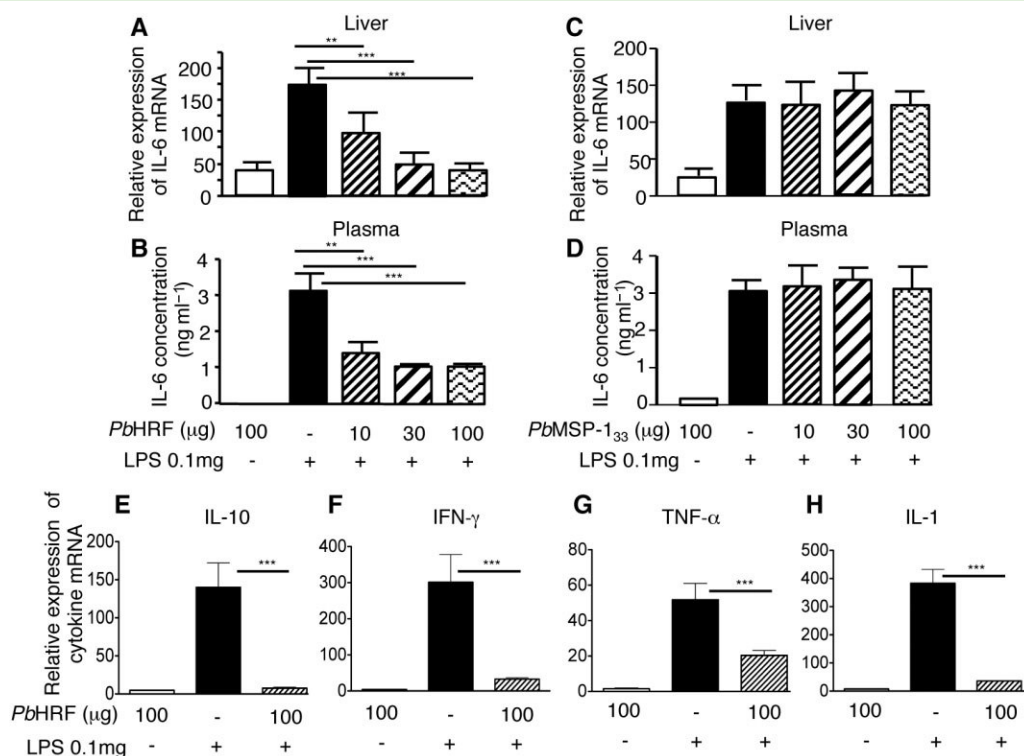 A
Liver
Relative expression
of IL-6 mRNA
200
150
100
50
0
**
***
***
C
Liver
Relative expression
of IL-6 mRNA
200
150
100
50
0
B
Plasma
IL-6 concentration
(ng ml⁻¹)
4
3
2
1
0
**
***
***
D
Plasma
IL-6 concentration
(ng ml⁻¹)
4
3
2
1
0
PbHRF (μg) 100 - 10 30 100
LPS 0.1mg - + + + +
PbMSP-1₃₃ (μg) 100 - 10 30 100
LPS 0.1mg - + + + +
Relative expression of
cytokine mRNA
E
IL-10
200
150
100
50
0
***
F
IFN-γ
400
300
200
100
0
***
G
TNF-α
80
60
40
20
0
***
H
IL-1
500
400
300
200
100
0
***
PbHRF (μg) 100 - 100 100 - 100 100 - 100 100 - 100
LPS 0.1mg - + + - + + - + + - + +